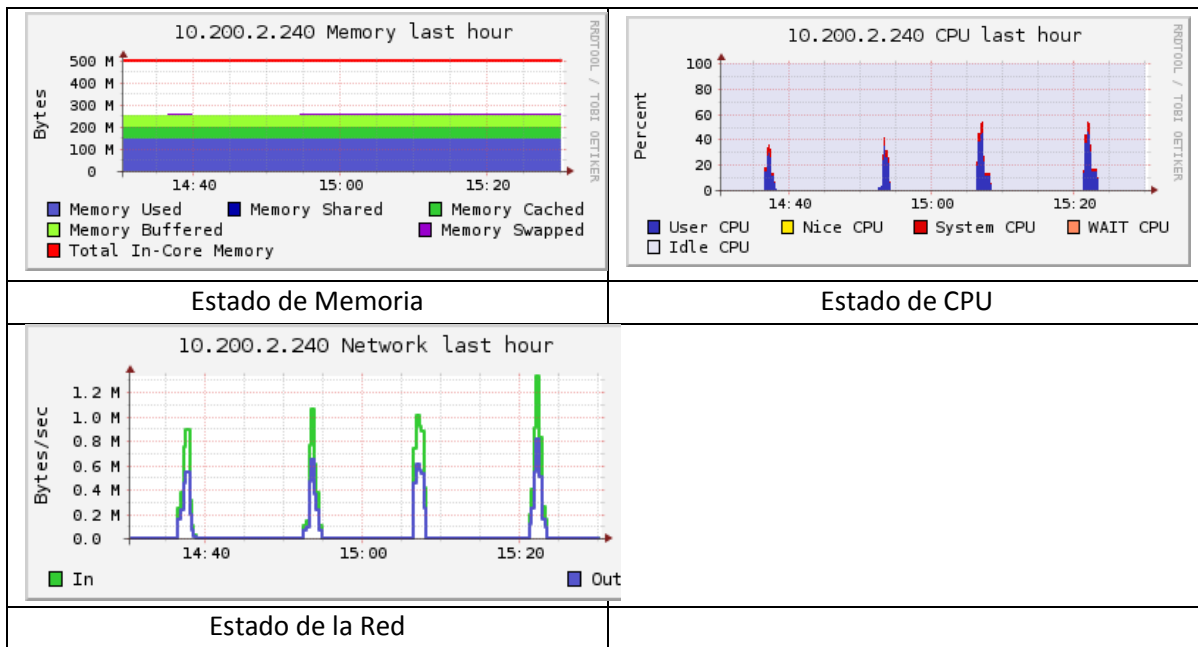 10.200.2.240 Memory last hour
RRDTOOL / TOBI OETIKER
Bytes
500 M
400 M
300 M
200 M
100 M
0
14:40 15:00 15:20
Memory Used Memory Shared Memory Cached
Memory Buffered Memory Swapped
Total In-Core Memory
Estado de Memoria
10.200.2.240 CPU last hour
RRDTOOL / TOBI OETIKER
Percent
100
80
60
40
20
0
14:40 15:00 15:20
User CPU Nice CPU System CPU WAIT CPU
Idle CPU
Estado de CPU
10.200.2.240 Network last hour
Bytes/sec
1.2 M
1.0 M
0.8 M
0.6 M
0.4 M
0.2 M
0.0
14:40 15:00 15:20
In Out
Estado de la Red